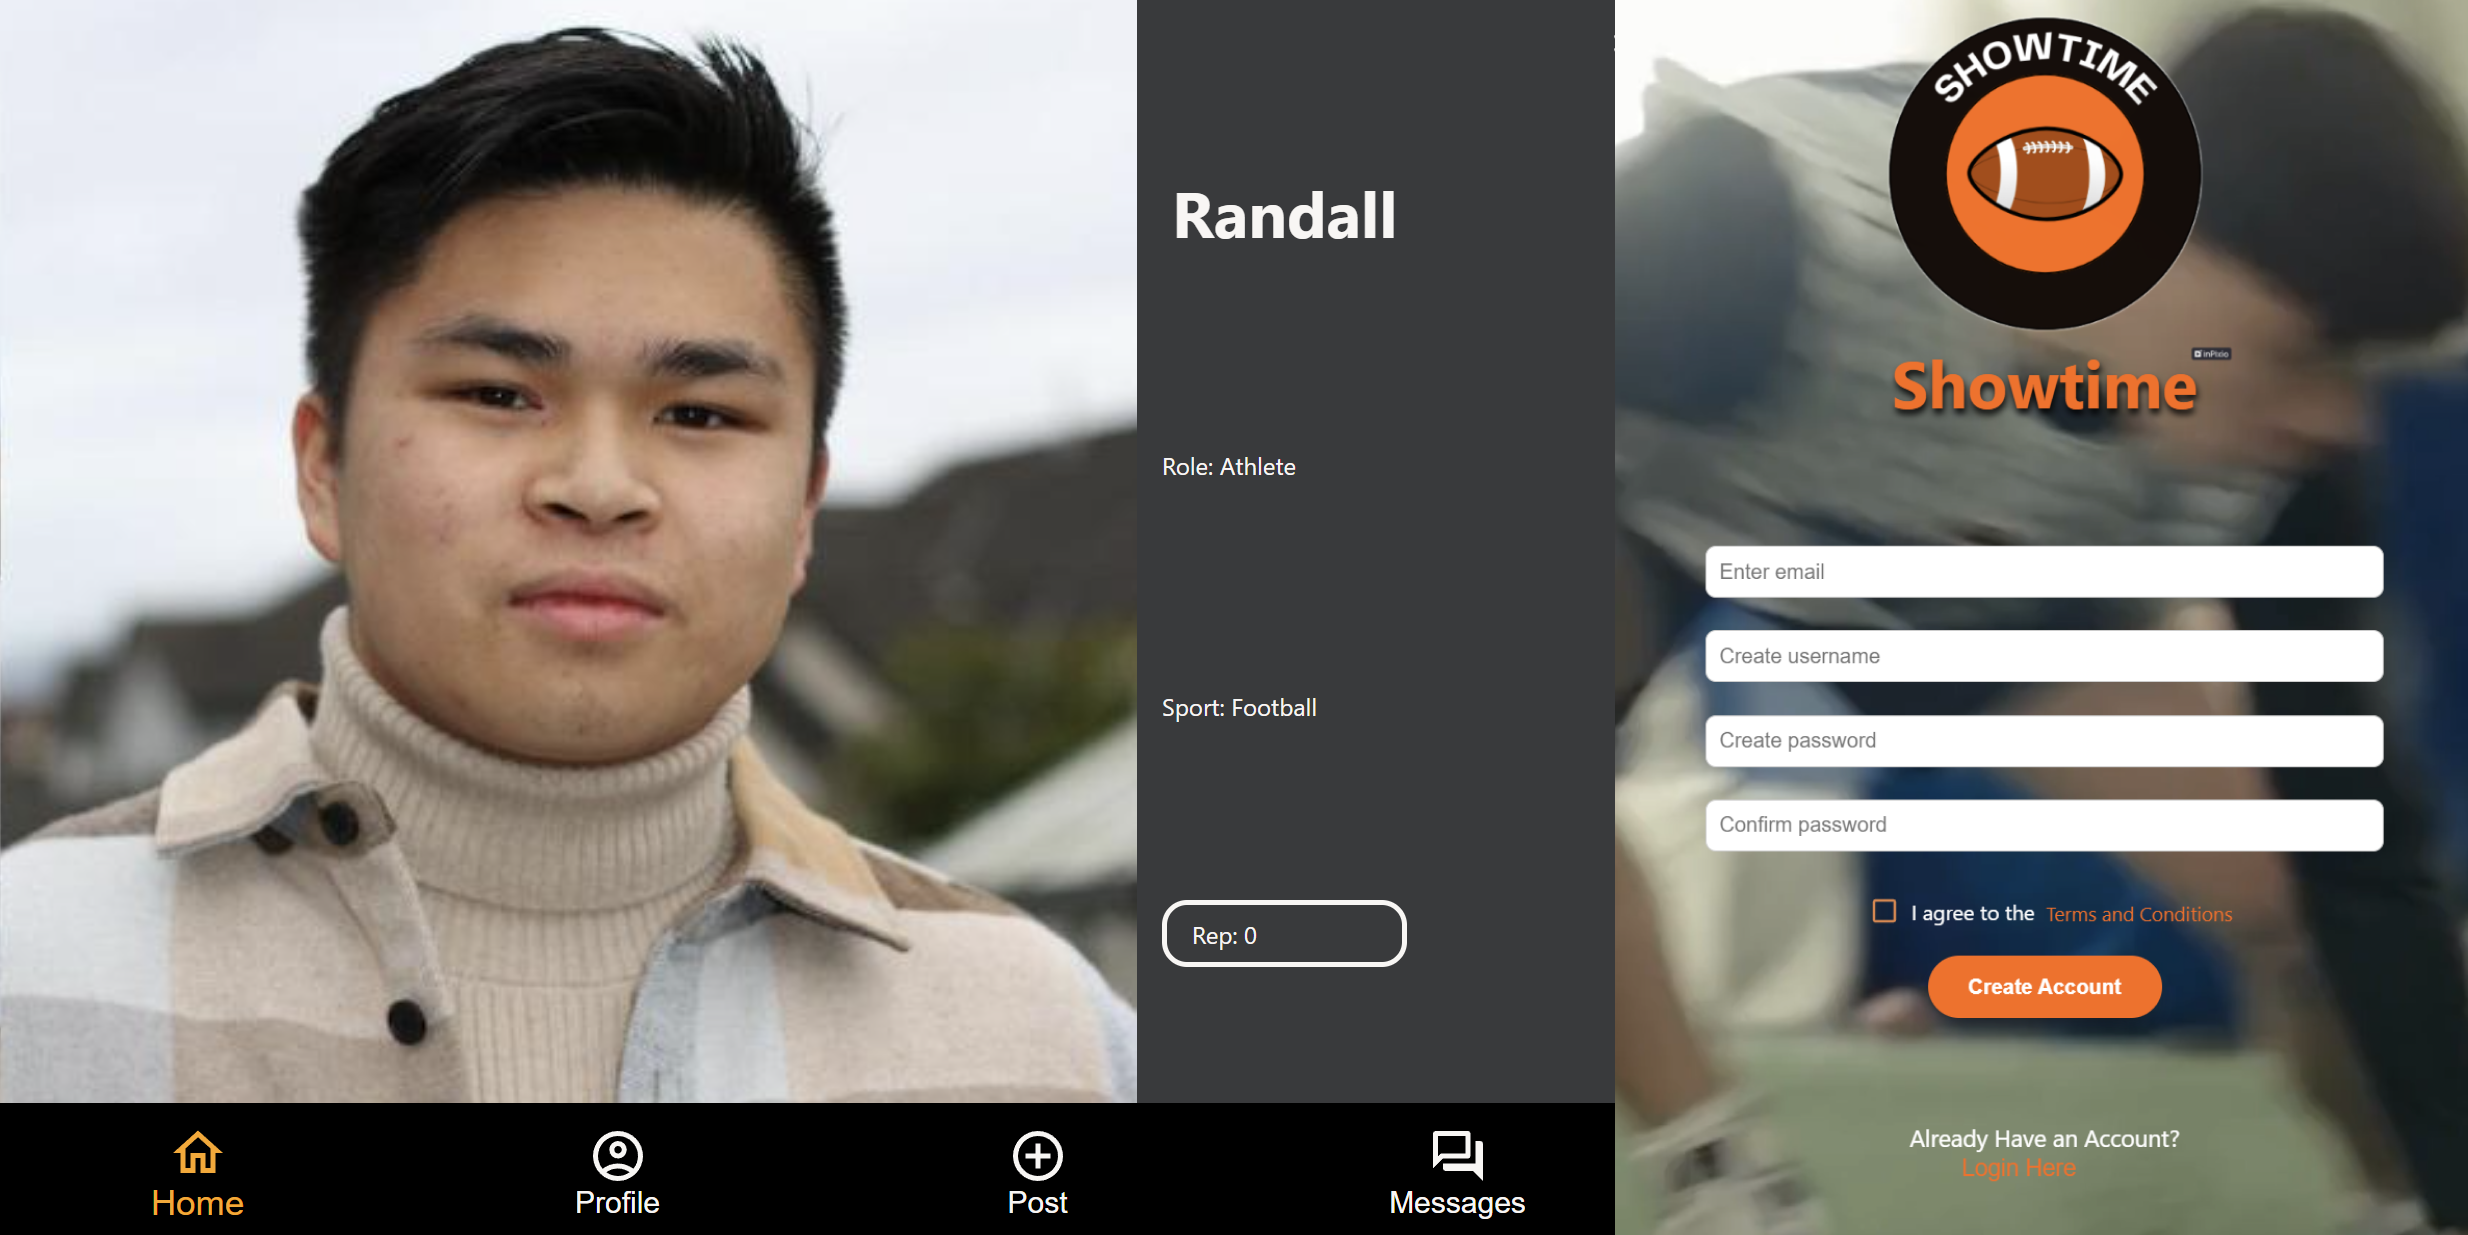 Randall
Role: Athlete
Sport: Football
Rep: 0
Home
Profile
Post
Messages
SHOWTIME
inPixio
Showtime
Enter email
Create username
Create password
Confirm password
I agree to the Terms and Conditions
Create Account
Already Have an Account?
Login Here